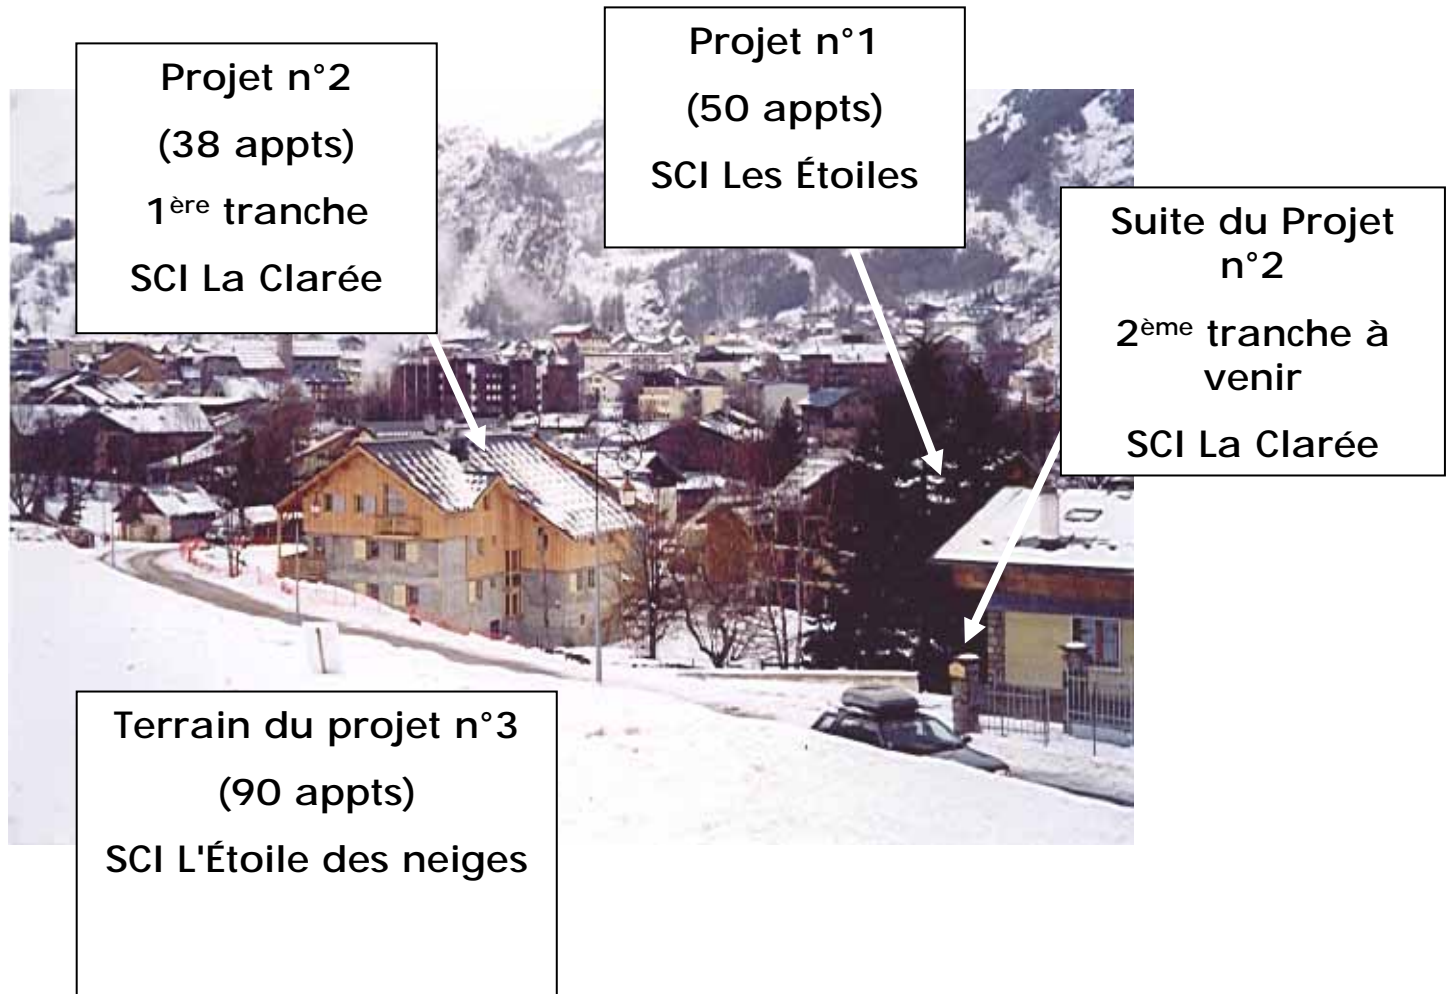 Projet n°2
(38 appts)
1ère tranche
SCI La Clarée
Projet n°1
(50 appts)
SCI Les Étoiles
Suite du Projet
n°2
2ème tranche à
venir
SCI La Clarée
Terrain du projet n°3
(90 appts)
SCI L'Étoile des neiges